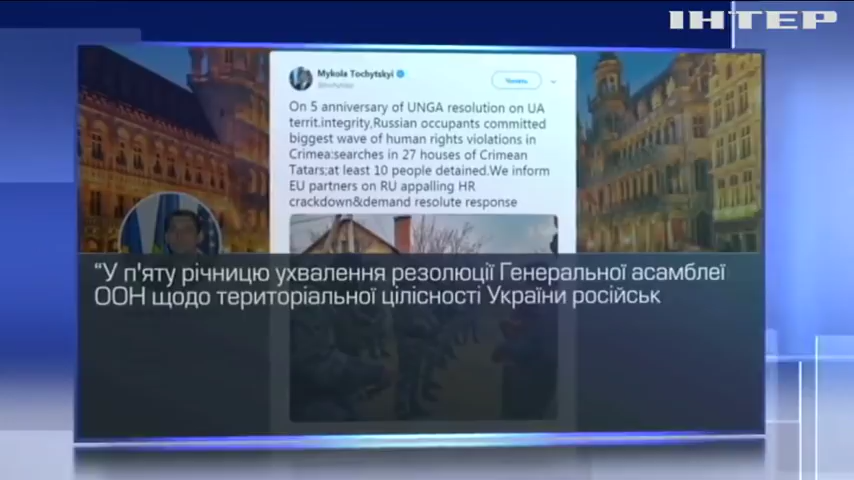 ІНТЕР
Mykola Tochytskyi
Читать
On 5 anniversary of UNGA resolution on UA
territ.integrity,Russian occupants committed
biggest wave of human rights violations in
Crimea:searches in 27 houses of Crimean
Tatars;at least 10 people detained.We inform
EU partners on RU appalling HR
crackdown&demand resolute response
“У п'яту річницю ухвалення резолюції Генеральної асамблеї
ООН щодо територіальної цілісності України російськ